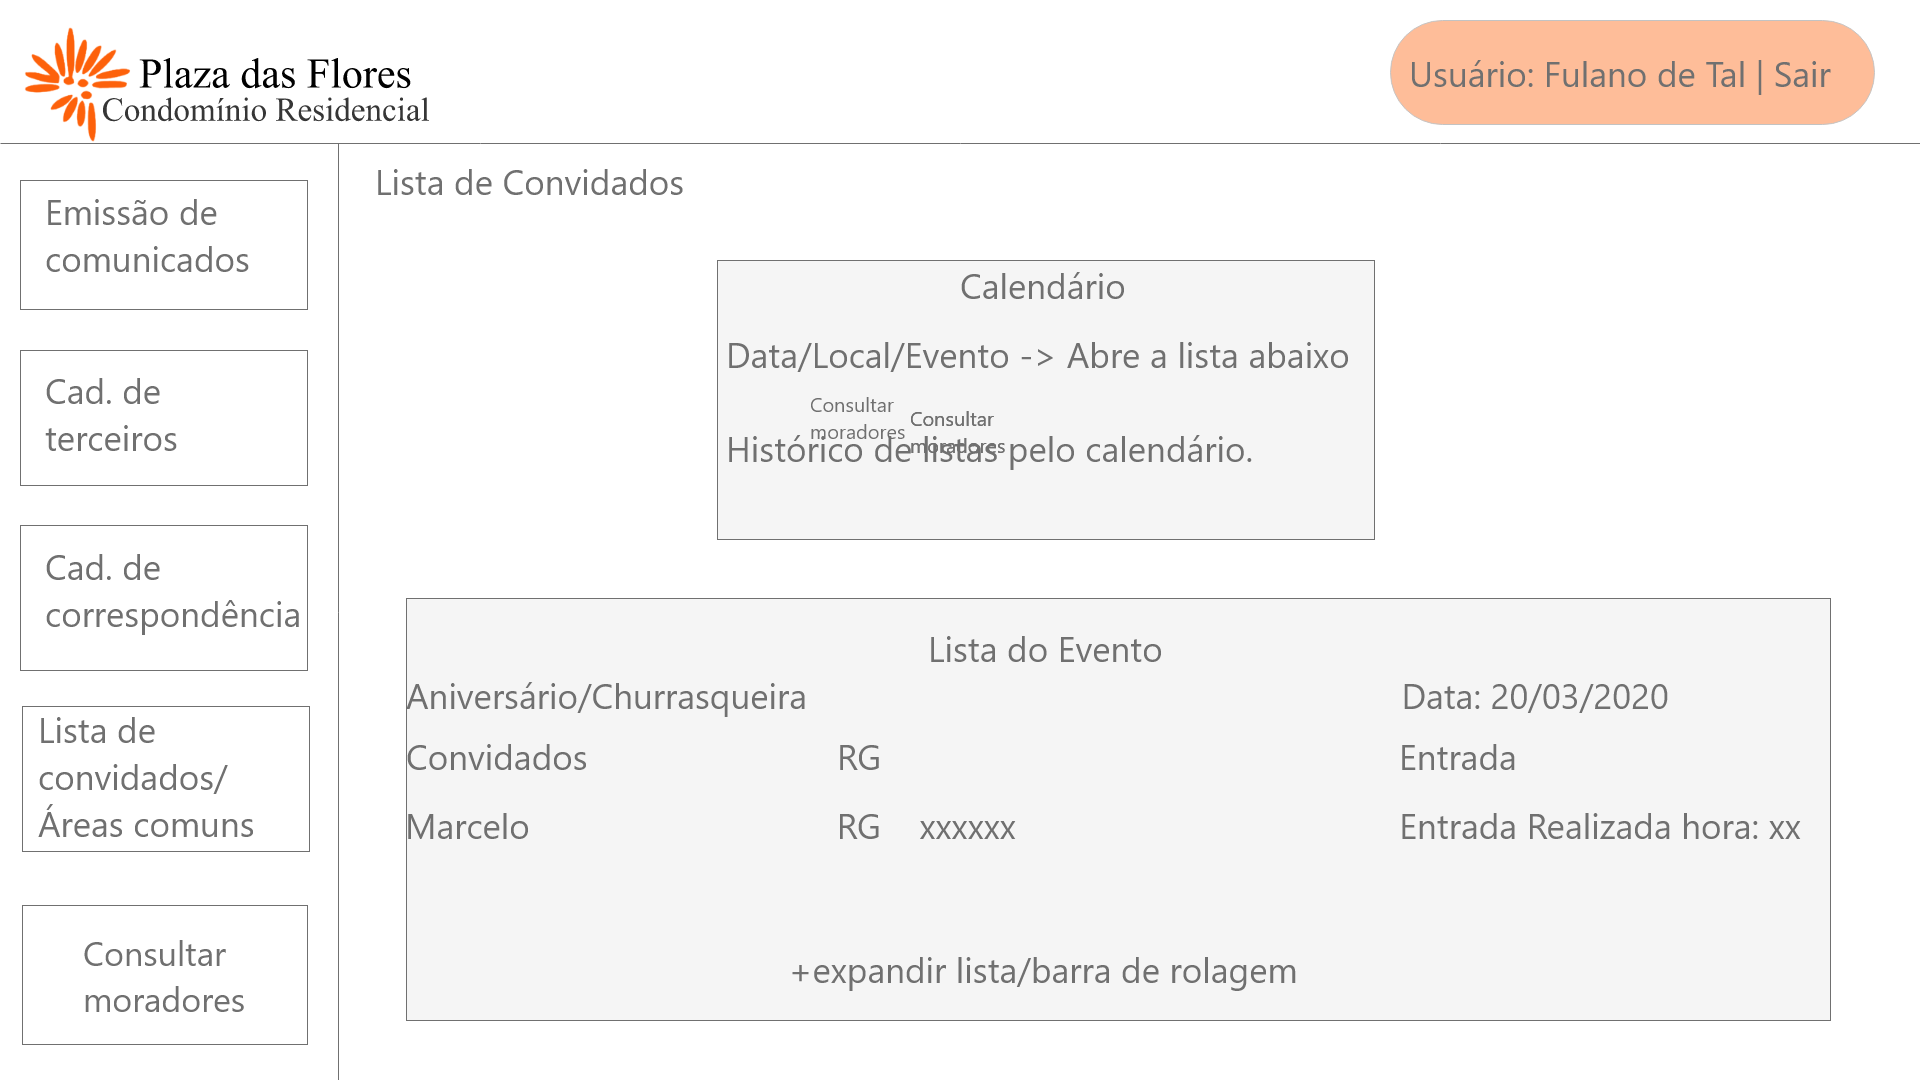 Plaza das Flores
Condomínio Residencial
Usuário: Fulano de Tal | Sair
Emissão de
comunicados
Cad. de
terceiros
Cad. de
correspondência
Lista de
convidados/
Áreas comuns
Consultar
moradores
Lista de Convidados
Calendário
Data/Local/Evento -> Abre a lista abaixo
Consultar
moradores
Consultar
moradores
Histórico de listas pelo calendário.
Lista do Evento
Aniversário/Churrasqueira Data: 20/03/2020
Convidados RG Entrada
Marcelo RG xxxxxx Entrada Realizada hora: xx
+expandir lista/barra de rolagem